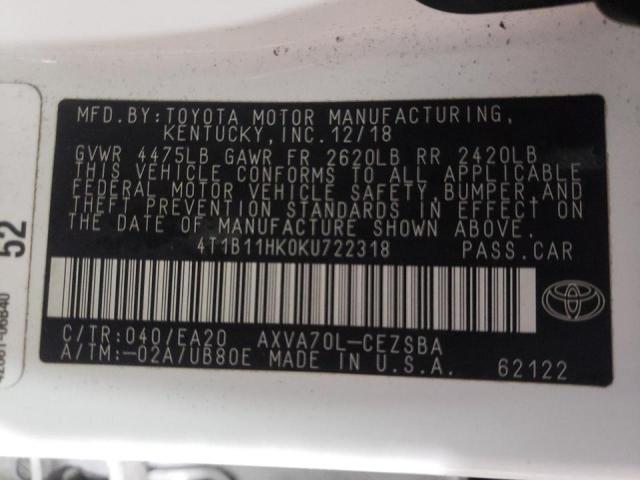 MFD.BY:TOYOTA MOTOR MANUFACTURING,
KENTUCKY,INC.12/18
GVWR 4475LB GAWR FR 2620LB RR 2420LB
THIS VEHICLE CONFORMS TO ALL APPLICABLE
FEDERAL MOTOR VEHICLE SAFETY, BUMPER,AND
THEFT PREVENTION STANDARDS IN EFFECT ON
THE DATE OF MANUFACTURE SHOWN ABOVE.
4T1B11HK0KU722318 PASS.CAR
C/TR:040/EA20 AXVA70L-CEZSBA
A/TM:-02A/UB80E MADE IN U.S.A.
62122
52